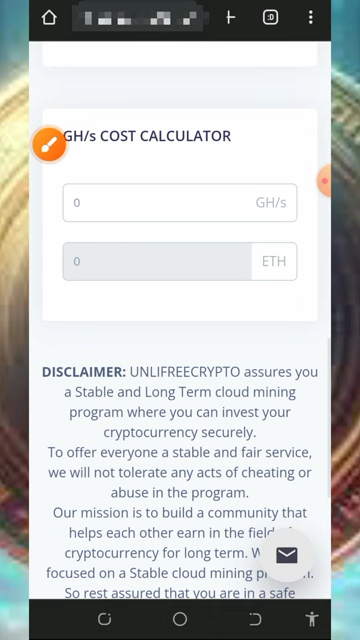 :D
GH/s COST CALCULATOR
0 GH/s
0 ETH
DISCLAIMER: UNLIFREECRYPTO assures you
a Stable and Long Term cloud mining
program where you can invest your
cryptocurrency securely.
To offer everyone a stable and fair service,
we will not tolerate any acts of cheating or
abuse in the program.
Our mission is to build a community that
helps each other earn in the field
cryptocurrency for long term.
focused on a Stable cloud mining
So rest assured that you are in a safe